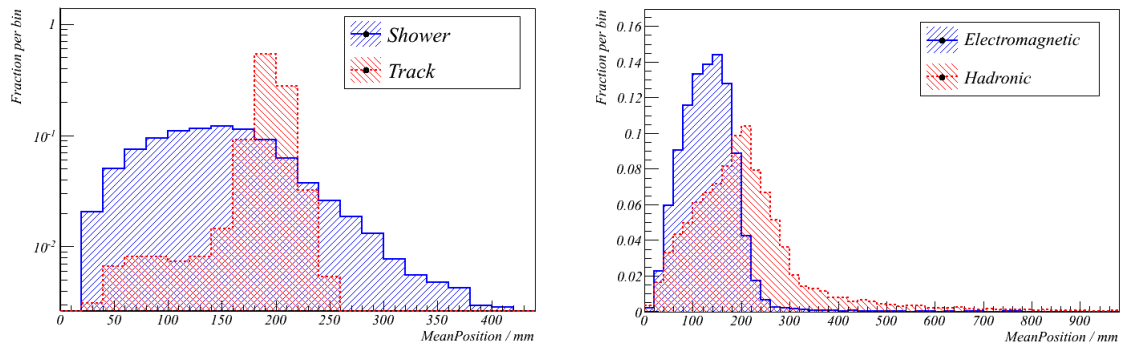 Fraction per bin
1
10-1
10-2
Shower
Track
0 50 100 150 200 250 300 350 400
MeanPosition / mm
Fraction per bin
0.16
0.14
0.12
0.1
0.08
0.06
0.04
0.02
0
Electromagnetic
Hadronic
0 100 200 300 400 500 600 700 800 900
MeanPosition / mm